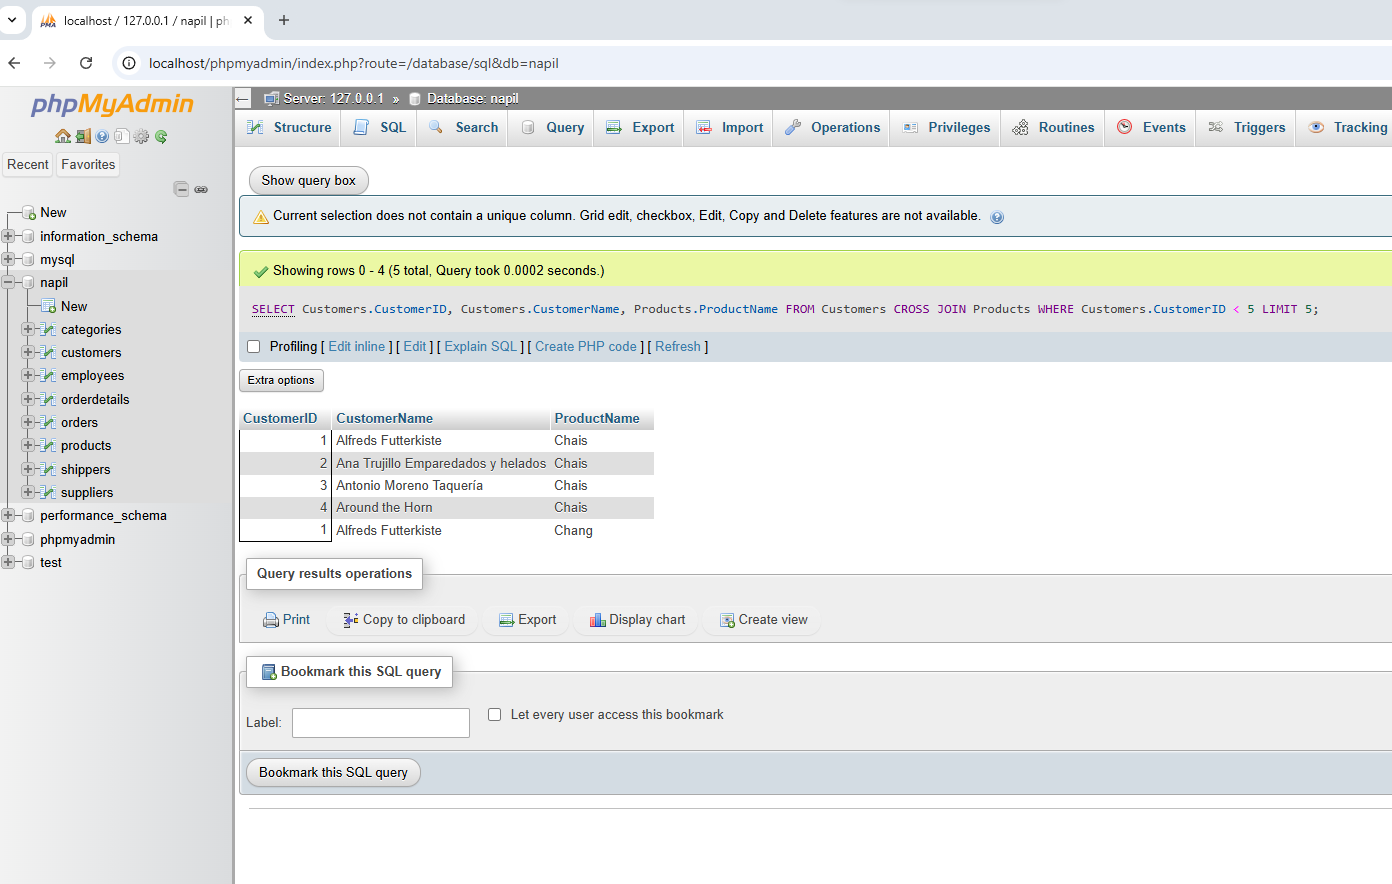 localhost / 127.0.0.1 / napil | ph
localhost/phpmyadmin/index.php?route=/database/sql&db=napil
phpMyAdmin
Recent Favorites
New
information_schema
mysql
napil
New
categories
customers
employees
orderdetails
orders
products
shippers
suppliers
performance_schema
phpmyadmin
test
Server: 127.0.0.1 » Database: napil
Structure SQL Search Query Export Import Operations Privileges Routines Events Triggers Tracking
Show query box
Current selection does not contain a unique column. Grid edit, checkbox, Edit, Copy and Delete features are not available.
Showing rows 0 - 4 (5 total, Query took 0.0002 seconds.)
SELECT Customers.CustomerID, Customers.CustomerName, Products.ProductName FROM Customers CROSS JOIN Products WHERE Customers.CustomerID < 5 LIMIT 5;
Profiling [ Edit inline ] [ Edit ] [ Explain SQL ] [ Create PHP code ] [ Refresh ]
Extra options
CustomerID CustomerName ProductName
1 Alfreds Futterkiste Chais
2 Ana Trujillo Emparedados y helados Chais
3 Antonio Moreno Taquería Chais
4 Around the Horn Chais
1 Alfreds Futterkiste Chang
Query results operations
Print Copy to clipboard Export Display chart Create view
Bookmark this SQL query
Label: Let every user access this bookmark
Bookmark this SQL query